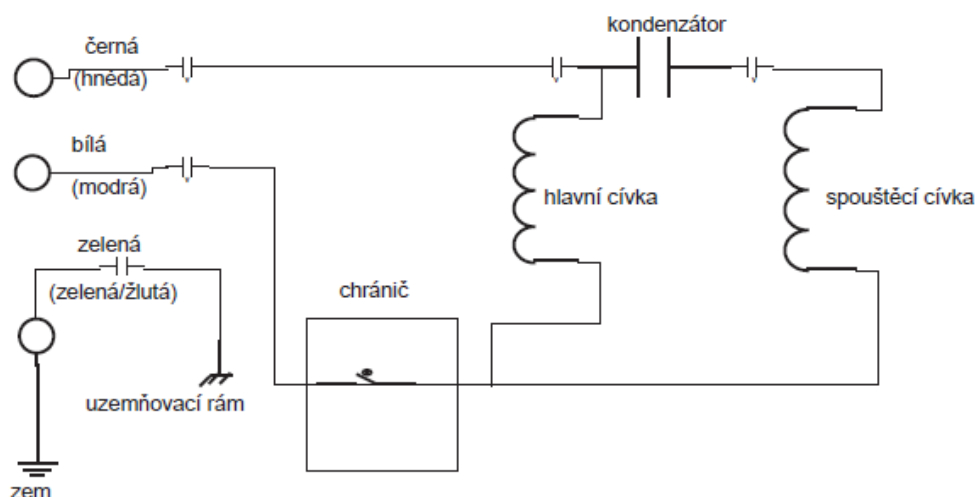 kondenzátor
černá
(hnědá)
bílá
(modrá)
hlavní cívka
spouštěcí cívka
zelená
(zelená/žlutá)
chránič
uzemňovací rám
zem